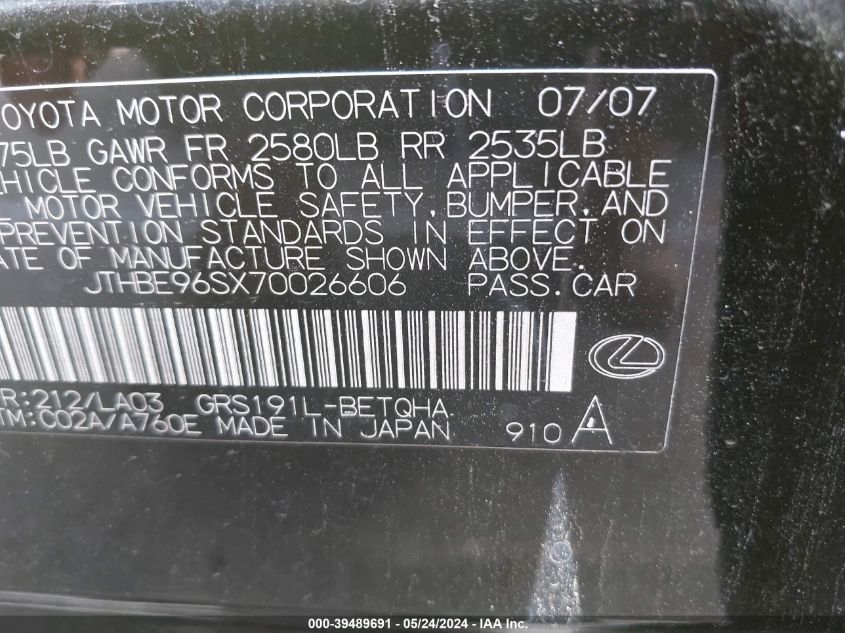 TOYOTA MOTOR CORPORATION 07/07
75LB GAWR FR 2580LB RR 2535LB
VEHICLE CONFORMS TO ALL APPLICABLE
MOTOR VEHICLE SAFETY, BUMPER, AND
PREVENTION STANDARDS IN EFFECT ON
DATE OF MANUFACTURE SHOWN ABOVE.
JTHBE96SX70026606 PASS.CAR
R:212/LA03 GRS191L-BETQHA
TM:C02A/A760E MADE IN JAPAN 910 A
000-39489691 / 05/24/2024 / IAA Inc.